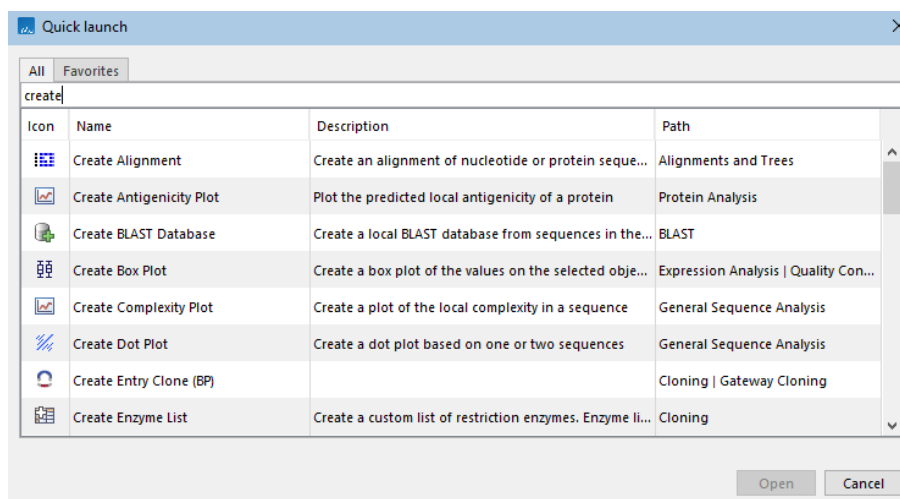 Quick launch
All Favorites
create
Icon Name Description Path
Create Alignment Create an alignment of nucleotide or protein seque... Alignments and Trees
Create Antigenicity Plot Plot the predicted local antigenicity of a protein Protein Analysis
Create BLAST Database Create a local BLAST database from sequences in the... BLAST
Create Box Plot Create a box plot of the values on the selected obje... Expression Analysis | Quality Con...
Create Complexity Plot Create a plot of the local complexity in a sequence General Sequence Analysis
Create Dot Plot Create a dot plot based on one or two sequences General Sequence Analysis
Create Entry Clone (BP) Cloning | Gateway Cloning
Create Enzyme List Create a custom list of restriction enzymes. Enzyme li... Cloning
Open Cancel